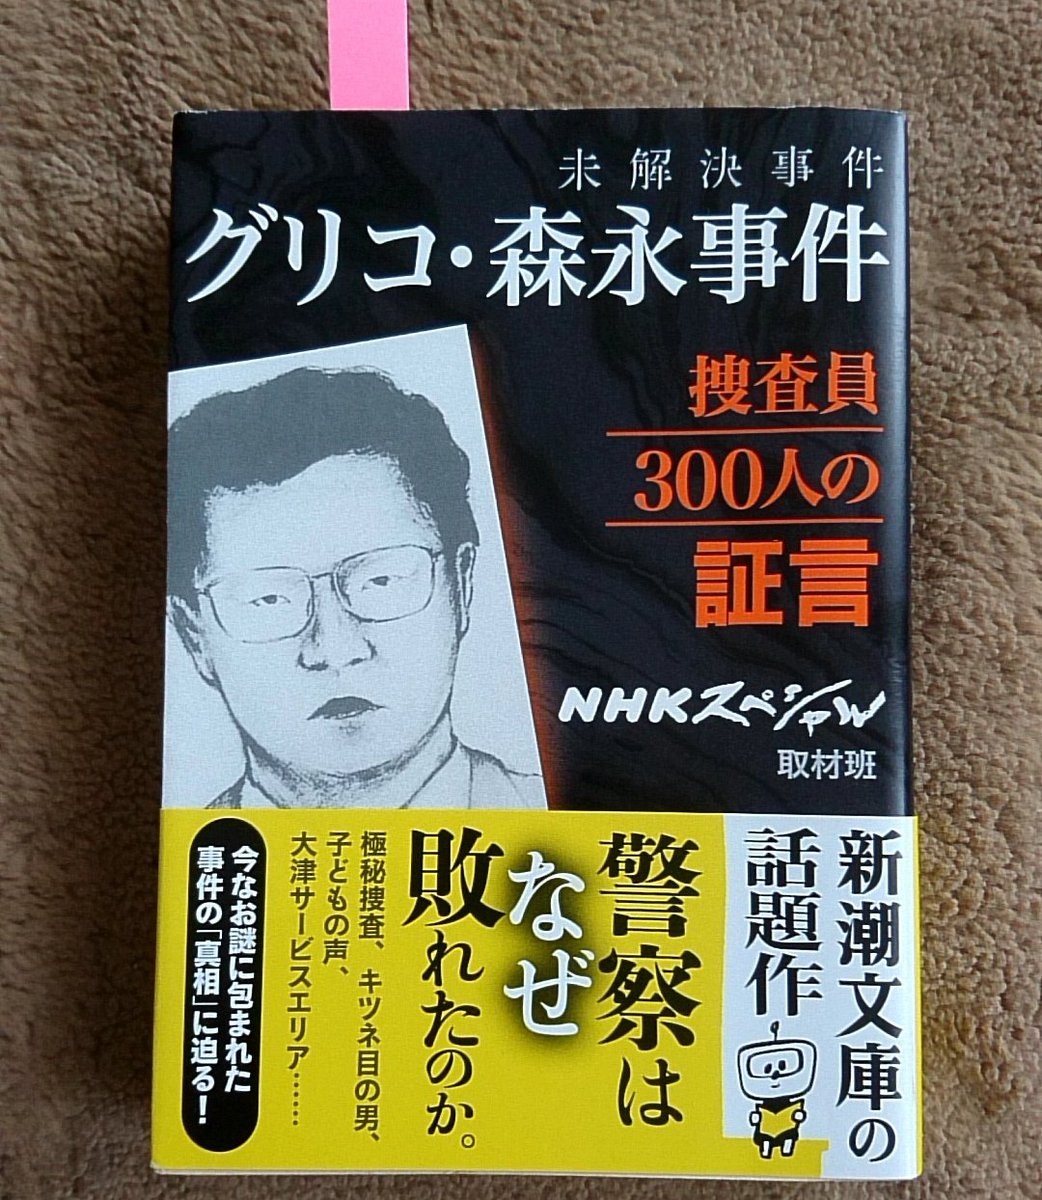 未解決事件
グリコ・森永事件
捜査員
300人の
証言
NHKスペシャル
取材班
新潮文庫の
話題作
警察は
なぜ
敗れたのか。
極秘捜査、キツネ目の男、
子どもの声、
大津サービスエリア……
今なお謎に包まれた
事件の「真相」に迫る！